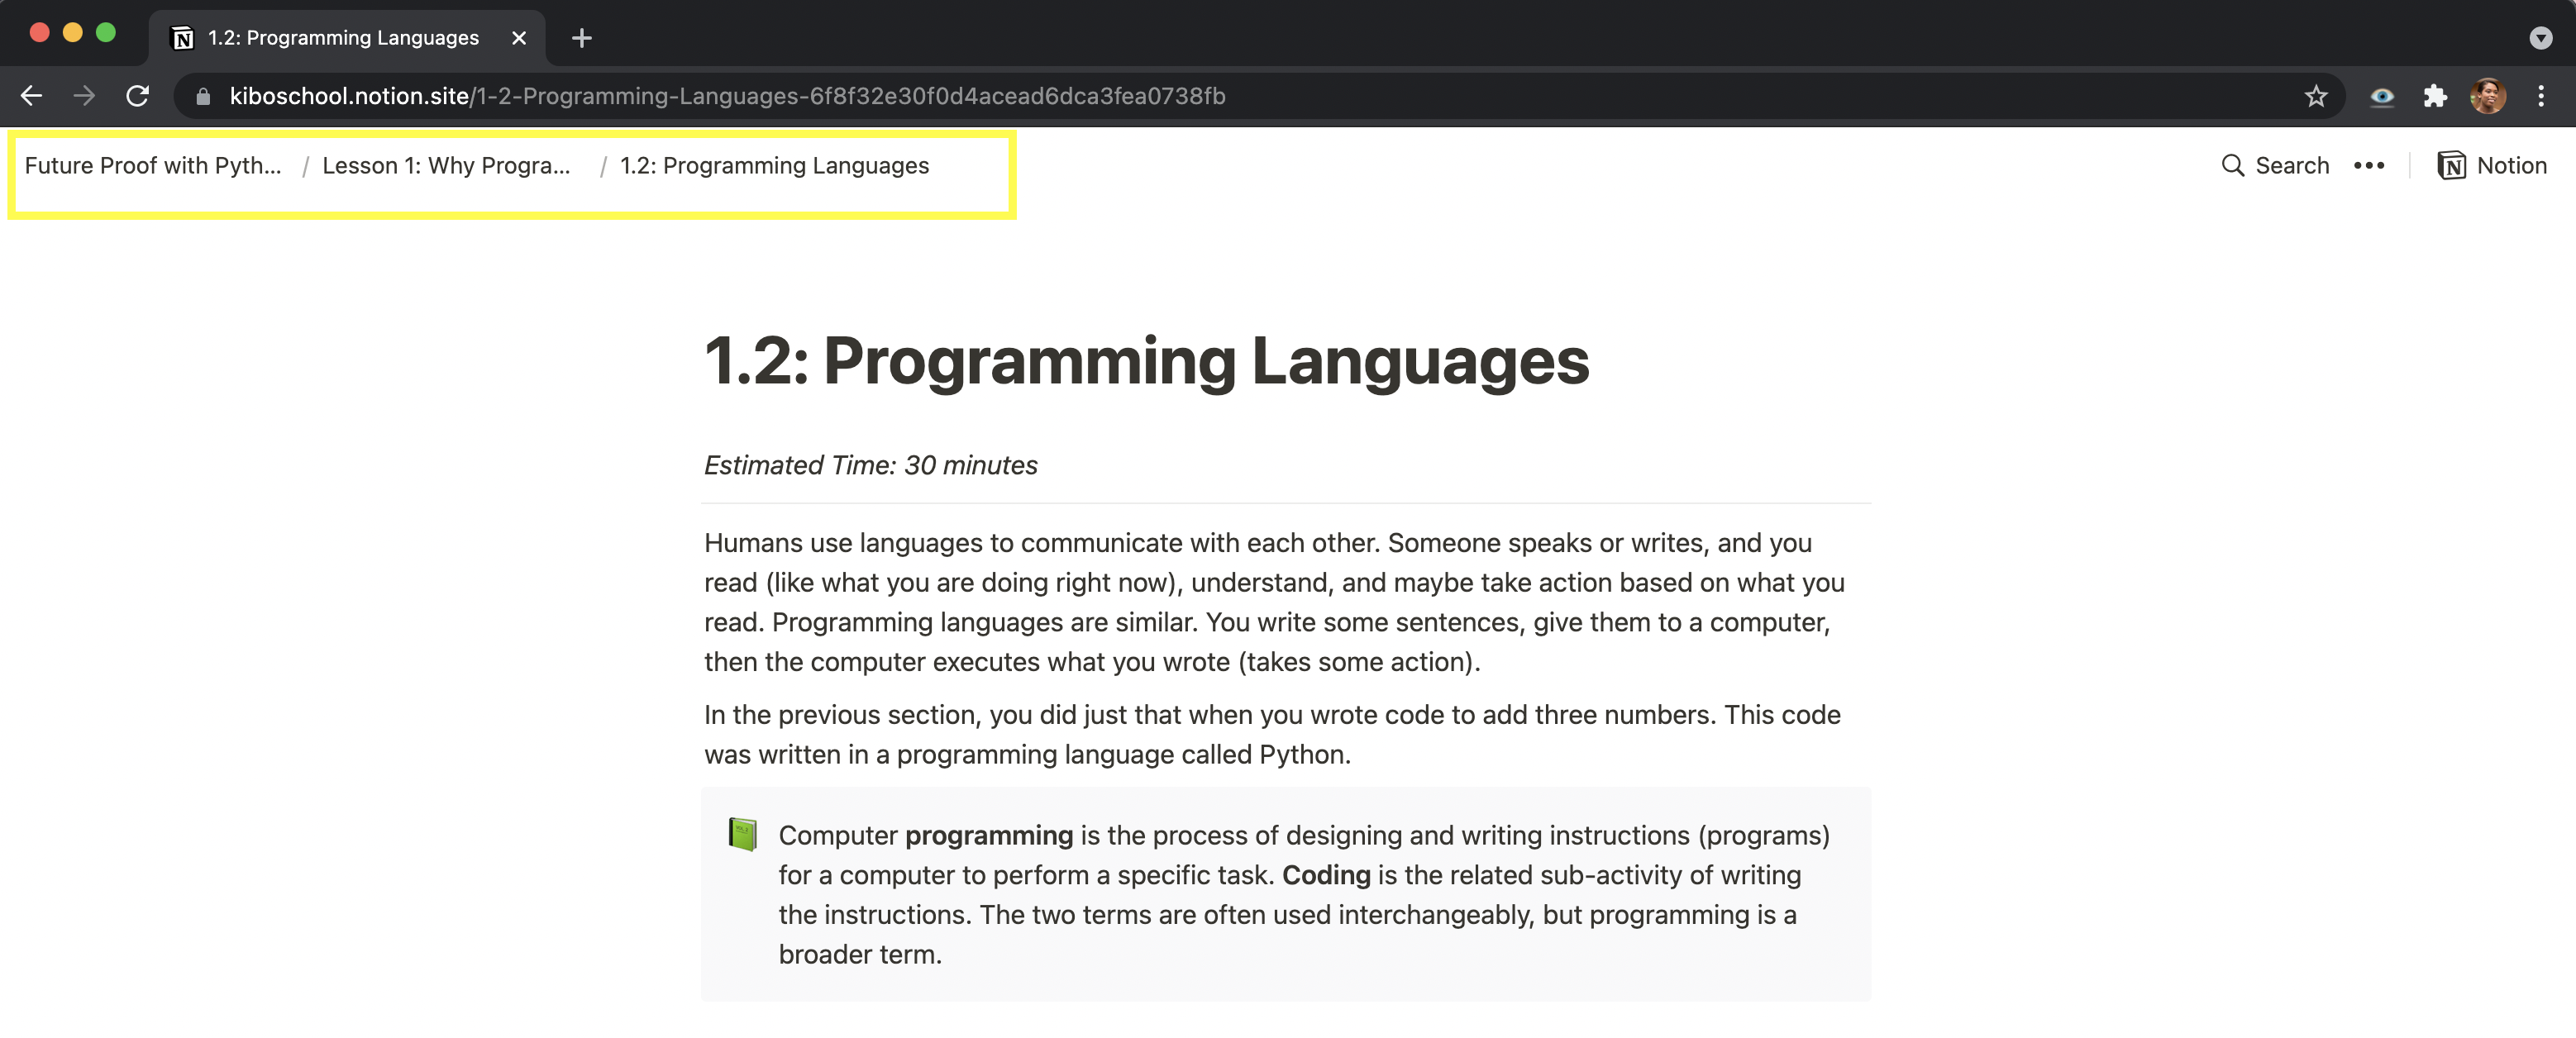 1.2: Programming Languages
kiboschool.notion.site/1-2-Programming-Languages-6f8f32e30f0d4acead6dca3fea0738fb
Future Proof with Pyth... / Lesson 1: Why Progra... / 1.2: Programming Languages
Search ••• Notion
1.2: Programming Languages
Estimated Time: 30 minutes
Humans use languages to communicate with each other. Someone speaks or writes, and you
read (like what you are doing right now), understand, and maybe take action based on what you
read. Programming languages are similar. You write some sentences, give them to a computer,
then the computer executes what you wrote (takes some action).
In the previous section, you did just that when you wrote code to add three numbers. This code
was written in a programming language called Python.
Computer programming is the process of designing and writing instructions (programs)
for a computer to perform a specific task. Coding is the related sub-activity of writing
the instructions. The two terms are often used interchangeably, but programming is a
broader term.